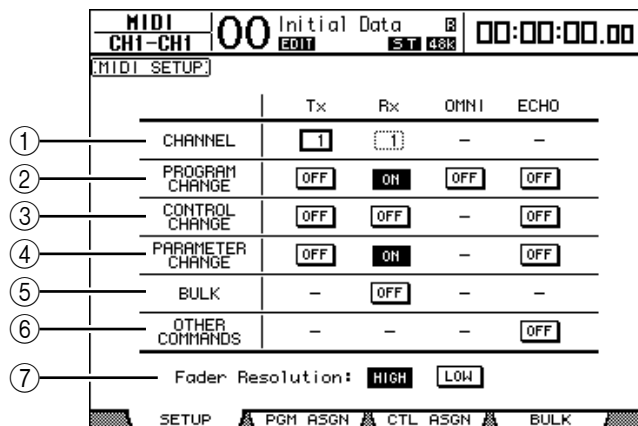 MIDI
CH1-CH1
00
Initial Data
EDIT
ST 48k
00:00:00.00
MIDI SETUP
Tx Rx OMNI ECHO
① CHANNEL 1 1 – –
② PROGRAM CHANGE OFF ON OFF OFF
③ CONTROL CHANGE OFF OFF – OFF
④ PARAMETER CHANGE OFF ON – OFF
⑤ BULK – OFF – –
⑥ OTHER COMMANDS – – – OFF
⑦ Fader Resolution: HIGH LOW
SETUP PGM ASGN CTL ASGN BULK